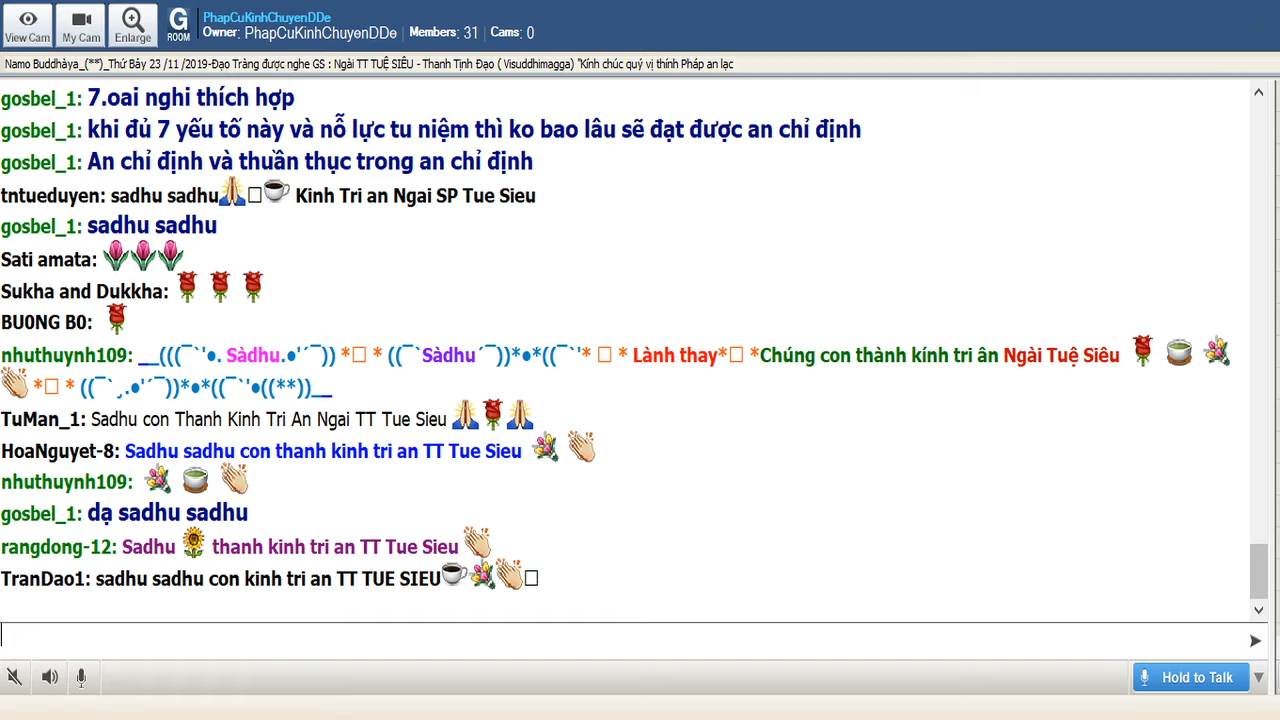 View Cam
My Cam
Enlarge
G
ROOM
PhapCuKinhChuyenDDe
Owner: PhapCuKinhChuyenDDe | Members: 31 | Cams: 0
Namo Buddhàya_(**)_Thứ Bảy 23 /11 /2019-Đạo Tràng được nghe GS : Ngài TT TUỆ SIÊU - Thanh Tịnh Đạo ( Visuddhimagga) "Kính chúc quý vị thính Pháp an lạc
gosbel_1: 7.oai nghi thích hợp
gosbel_1: khi đủ 7 yếu tố này và nỗ lực tu niệm thì ko bao lâu sẽ đạt được an chỉ định
gosbel_1: An chỉ định và thuần thục trong an chỉ định
tntueduyen: sadhu sadhu🙏□☕ Kinh Tri an Ngai SP Tue Sieu
gosbel_1: sadhu sadhu
Sati amata: 🌷🌷🌷
Sukha and Dukkha: 🌹 🌹 🌹
BU0NG B0: 🌹
nhuthuynh109: __(((¯`'•. Sàdhu.•'´¯)) *□ * ((¯`Sàdhu´¯))*•*((¯`'* □ * Lành thay*□ *Chúng con thành kính tri ân Ngài Tuệ Siêu 🌹 🍵 💐
👏 *□ * ((¯`¸.•'´¯))*•*((¯`'•((**))__
TuMan_1: Sadhu con Thanh Kinh Tri An Ngai TT Tue Sieu 🙏🌹🙏
HoaNguyet-8: Sadhu sadhu con thanh kinh tri an TT Tue Sieu 💐 👏
nhuthuynh109: 💐 🍵 👏
gosbel_1: dạ sadhu sadhu
rangdong-12: Sadhu 🌻 thanh kinh tri an TT Tue Sieu 👏
TranDao1: sadhu sadhu con kinh tri an TT TUE SIEU☕💐👏□
Hold to Talk